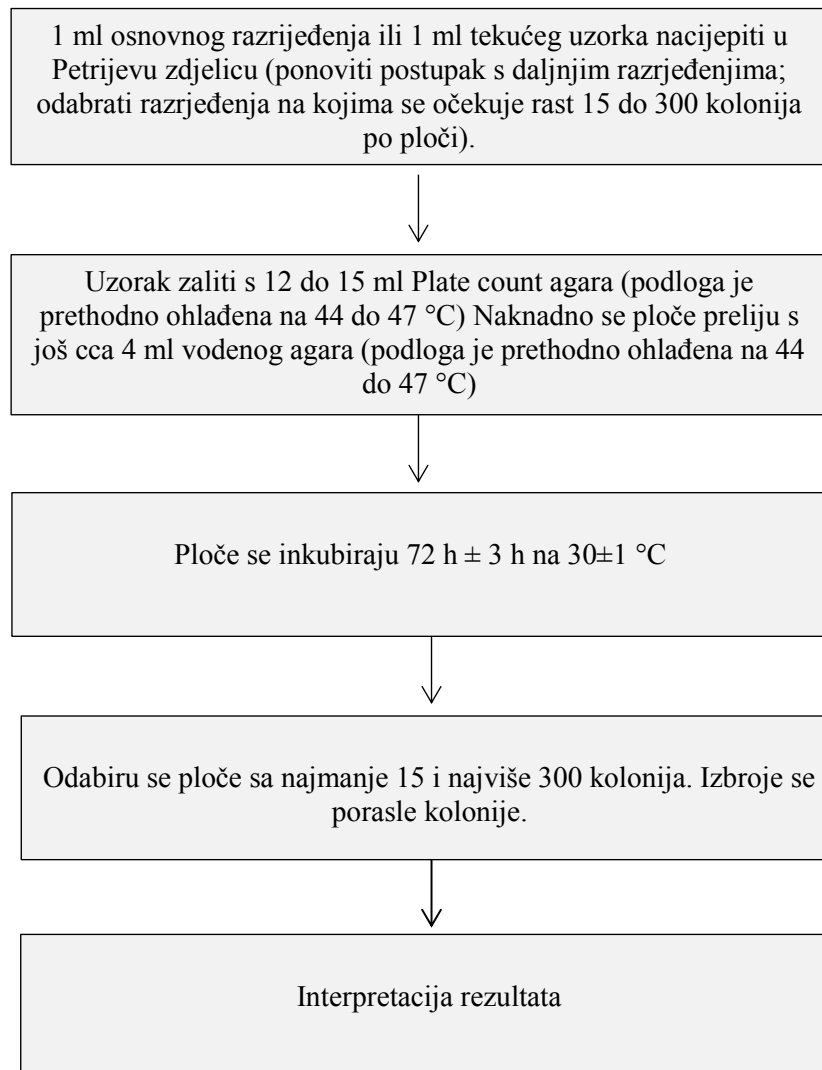 1 ml osnovnog razrijeđenja ili 1 ml tekućeg uzorka nacijepiti u
Petrijevu zdjelicu (ponoviti postupak s daljnjim razrjeđenjima;
odabrati razrjeđenja na kojima se očekuje rast 15 do 300 kolonija
po ploči).
Uzorak zaliti s 12 do 15 ml Plate count agara (podloga je
prethodno ohlađena na 44 do 47 °C) Naknadno se ploče preliju s
još cca 4 ml vodenog agara (podloga je prethodno ohlađena na 44
do 47 °C)
Ploče se inkubiraju 72 h ± 3 h na 30±1 °C
Odabiru se ploče sa najmanje 15 i najviše 300 kolonija. Izbroje se
porasle kolonije.
Interpretacija rezultata